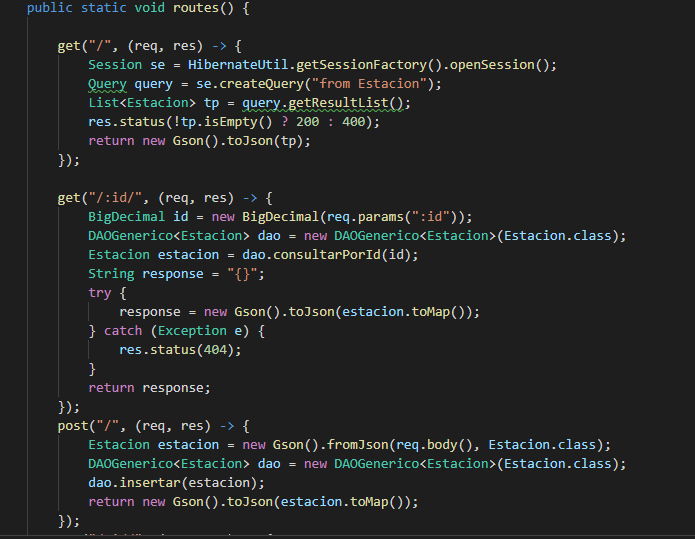 public static void routes() {
get("/", (req, res) -> {
Session se = HibernateUtil.getSessionFactory().openSession();
Query query = se.createQuery("from Estacion");
List<Estacion> tp = query.getResultList();
res.status(!tp.isEmpty() ? 200 : 400);
return new Gson().toJson(tp);
});
get("/:id/", (req, res) -> {
BigDecimal id = new BigDecimal(req.params(":id"));
DAOGenerico<Estacion> dao = new DAOGenerico<Estacion>(Estacion.class);
Estacion estacion = dao.consultarPorId(id);
String response = "{}";
try {
response = new Gson().toJson(estacion.toMap());
} catch (Exception e) {
res.status(404);
}
return response;
});
post("/", (req, res) -> {
Estacion estacion = new Gson().fromJson(req.body(), Estacion.class);
DAOGenerico<Estacion> dao = new DAOGenerico<Estacion>(Estacion.class);
dao.insertar(estacion);
return new Gson().toJson(estacion.toMap());
});